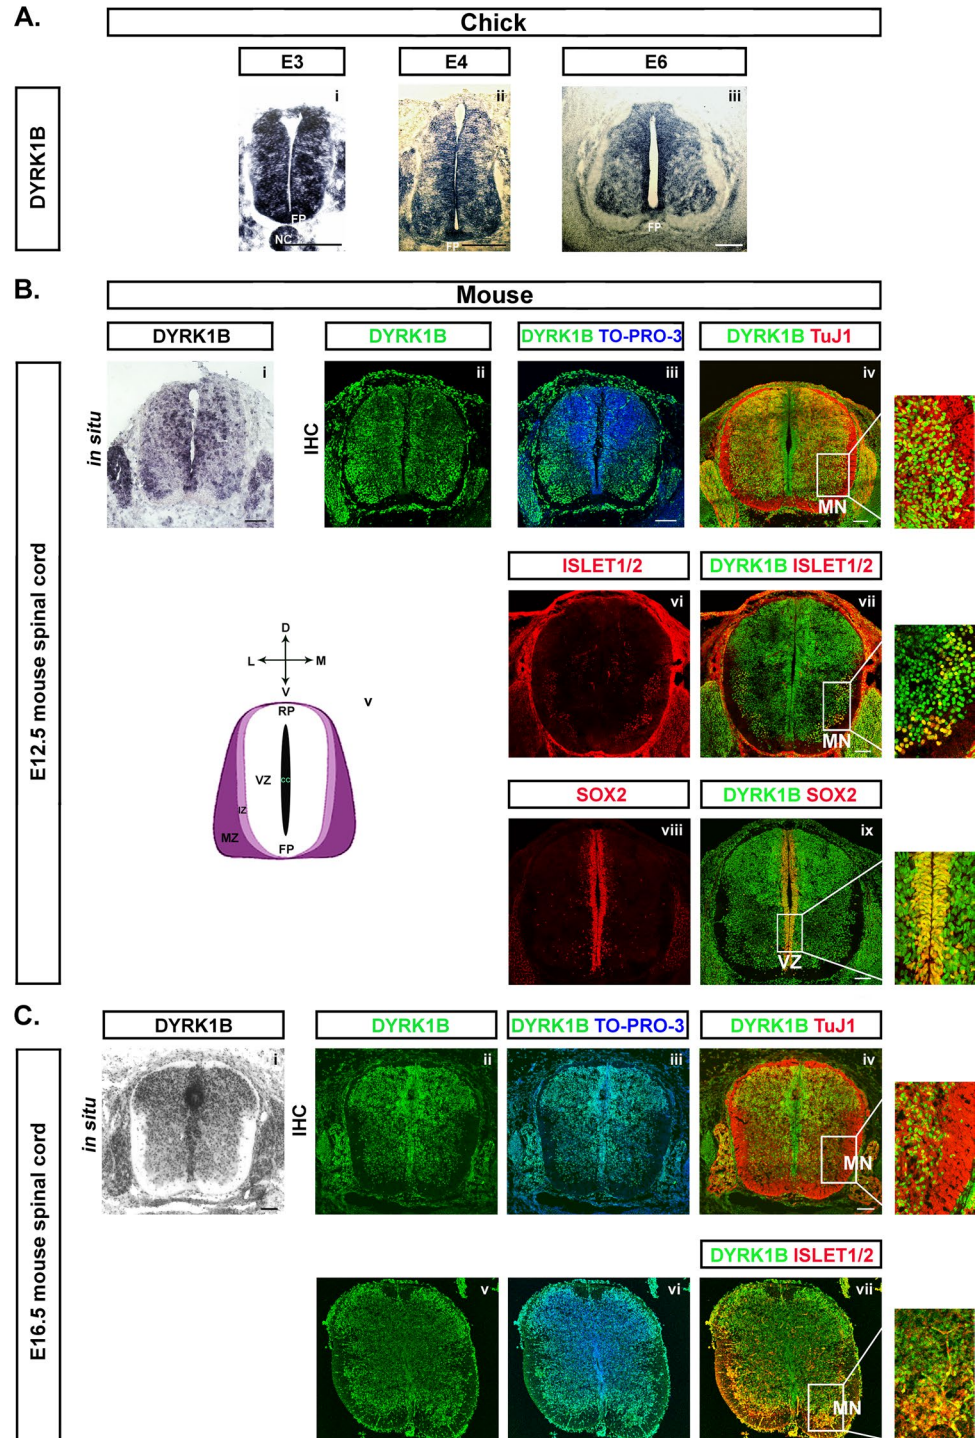 A.
Chick
E3
E4
E6
DYRK1B
i
ii
iii
FP
NC
FP
FP
B.
Mouse
DYRK1B
DYRK1B
DYRK1B TO-PRO-3
DYRK1B TuJ1
E12.5 mouse spinal cord
in situ
i
IHC
ii
iii
iv
MN
ISLET1/2
DYRK1B ISLET1/2
vi
vii
MN
D
L
M
V
v
RP
VZ
CC
IZ
MZ
FP
SOX2
DYRK1B SOX2
viii
ix
VZ
C.
DYRK1B
DYRK1B
DYRK1B TO-PRO-3
DYRK1B TuJ1
E16.5 mouse spinal cord
in situ
i
IHC
ii
iii
iv
MN
DYRK1B ISLET1/2
v
vi
vii
MN